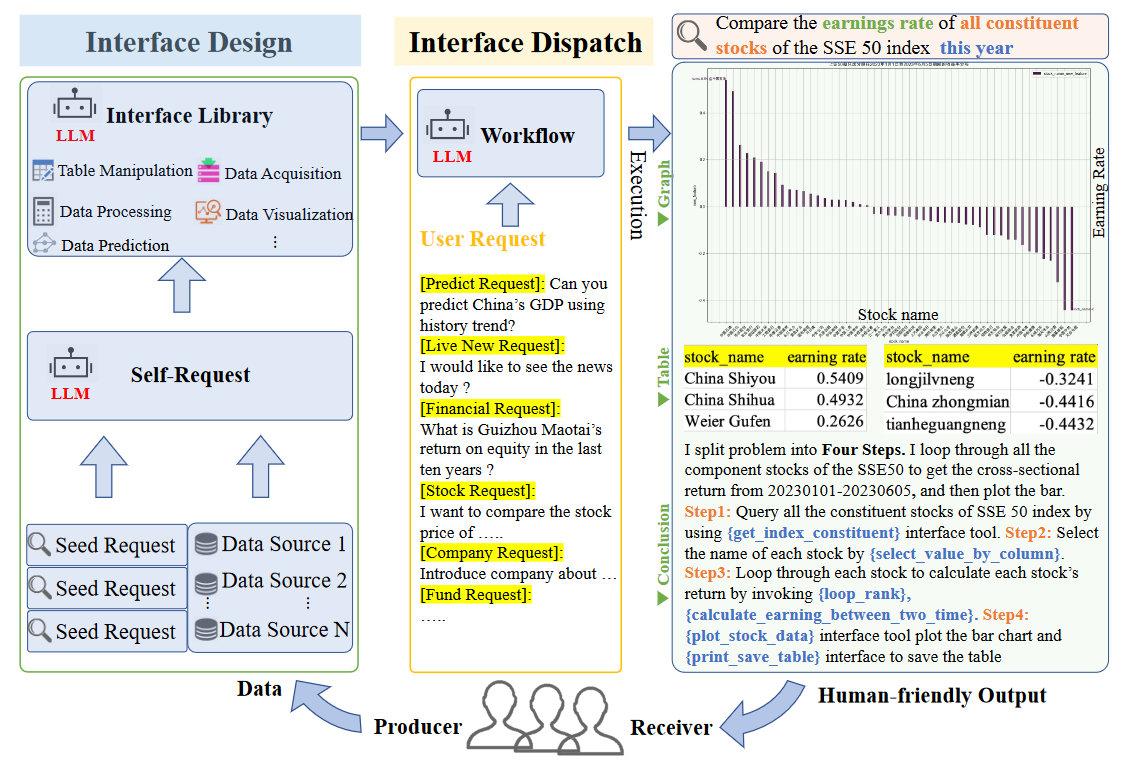 Interface Design
Interface Library
LLM
Table Manipulation
Data Acquisition
Data Processing
Data Visualization
Data Prediction
⋮
Self-Request
LLM
Seed Request
Seed Request
Seed Request
Data Source 1
Data Source 2
⋮ ⋮
Data Source N
Interface Dispatch
Workflow
LLM
User Request
[Predict Request]: Can you
predict China's GDP using
history trend?
[Live New Request]:
I would like to see the news
today ?
[Financial Request]:
What is Guizhou Maotai's
return on equity in the last
ten years ?
[Stock Request]:
I want to compare the stock
price of …..
[Company Request]:
Introduce company about …
[Fund Request]:
…..
Execution
Compare the earnings rate of all constituent
stocks of the SSE 50 index this year
Graph
Earning Rate
Stock name
stock_name
Table
stock_name earning rate
China Shiyou 0.5409
China Shihua 0.4932
Weier Gufen 0.2626
stock_name earning rate
longjilvneng -0.3241
China zhongmian -0.4416
tianheguangneng -0.4432
Conclusion
I split problem into Four Steps. I loop through all the
component stocks of the SSE50 to get the cross-sectional
return from 20230101-20230605, and then plot the bar.
Step1: Query all the constituent stocks of SSE 50 index by
using {get_index_constituent} interface tool. Step2: Select
the name of each stock by {select_value_by_column}.
Step3: Loop through each stock to calculate each stock's
return by invoking {loop_rank},
{calculate_earning_between_two_time}. Step4:
{plot_stock_data} interface tool plot the bar chart and
{print_save_table} interface to save the table
Data
Producer
Receiver
Human-friendly Output